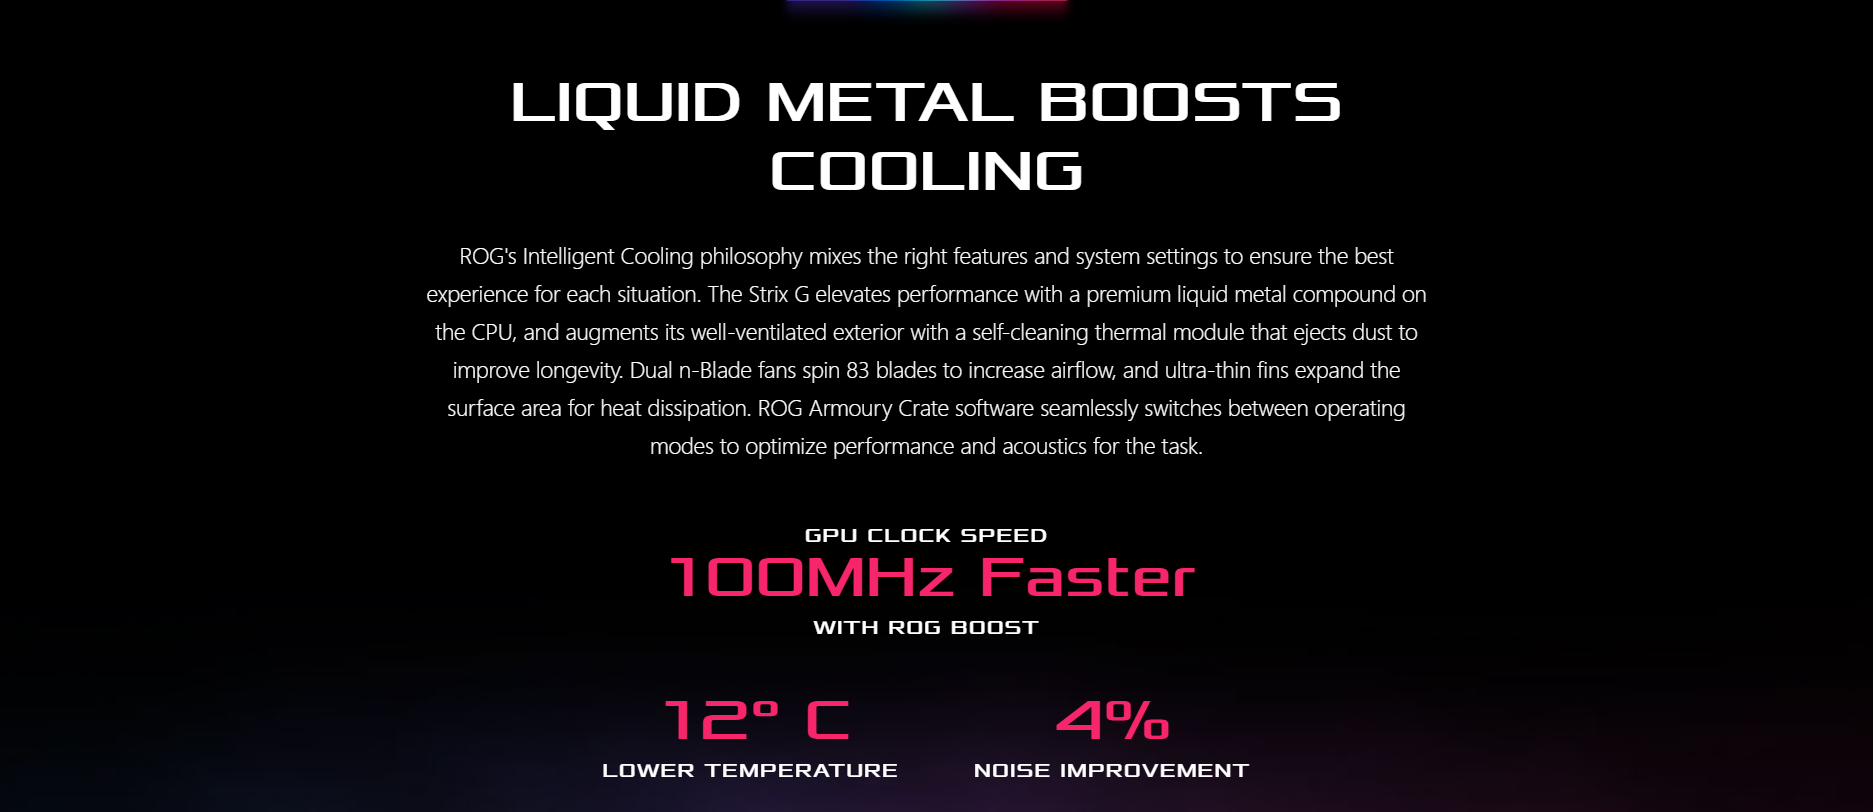 LIQUID METAL BOOSTS
COOLING
ROG's Intelligent Cooling philosophy mixes the right features and system settings to ensure the best
experience for each situation. The Strix G elevates performance with a premium liquid metal compound on
the CPU, and augments its well-ventilated exterior with a self-cleaning thermal module that ejects dust to
improve longevity. Dual n-Blade fans spin 83 blades to increase airflow, and ultra-thin fins expand the
surface area for heat dissipation. ROG Armoury Crate software seamlessly switches between operating
modes to optimize performance and acoustics for the task.
GPU CLOCK SPEED
100MHz Faster
WITH ROG BOOST
12° C
LOWER TEMPERATURE
4%
NOISE IMPROVEMENT